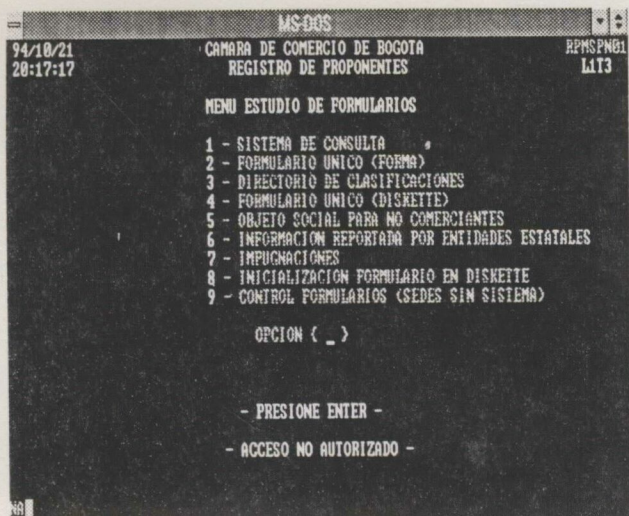 MS-DOS
94/10/21 CAMARA DE COMERCIO DE BOGOTA RPMSPN01
20:17:17 REGISTRO DE PROPONENTES L1T3
MENU ESTUDIO DE FORMULARIOS
1 - SISTEMA DE CONSULTA
2 - FORMULARIO UNICO (FORMA)
3 - DIRECTORIO DE CLASIFICACIONES
4 - FORMULARIO UNICO (DISKETTE)
5 - OBJETO SOCIAL PARA NO COMERCIANTES
6 - INFORMACION REPORTADA POR ENTIDADES ESTATALES
7 - IMPUGNACIONES
8 - INICIALIZACION FORMULARIO EN DISKETTE
9 - CONTROL FORMULARIOS (SEDES SIN SISTEMA)
OPCION { _ }
- PRESIONE ENTER -
- ACCESO NO AUTORIZADO -
NA